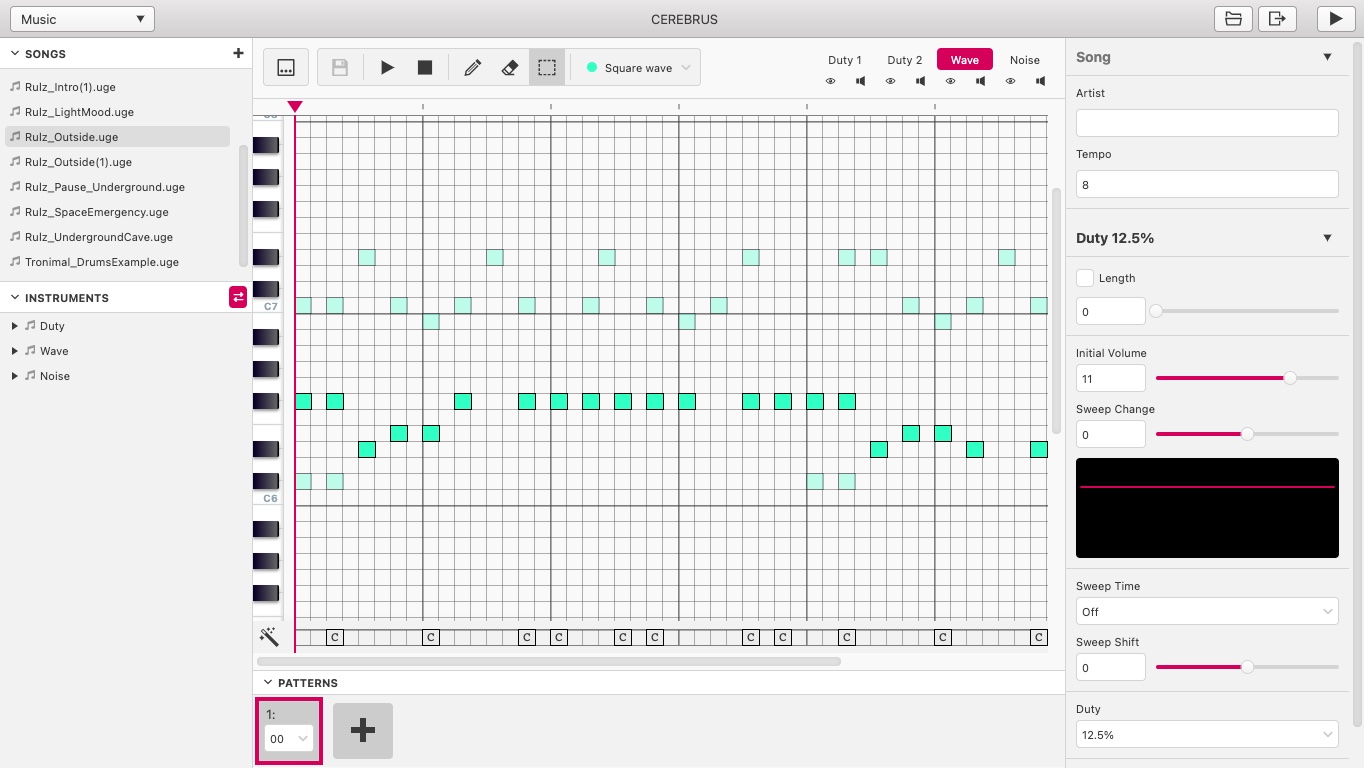 Music
CEREBRUS
SONGS
Rulz_Intro(1).uge
Rulz_LightMood.uge
Rulz_Outside.uge
Rulz_Outside(1).uge
Rulz_Pause_Underground.uge
Rulz_SpaceEmergency.uge
Rulz_UndergroundCave.uge
Tronimal_DrumsExample.uge
INSTRUMENTS
Duty
Wave
Noise
Square wave
Duty 1
Duty 2
Wave
Noise
C7
C6
C C C C C C C C C C C
PATTERNS
1:
00
Song
Artist
Tempo
8
Duty 12.5%
Length
0
Initial Volume
11
Sweep Change
0
Sweep Time
Off
Sweep Shift
0
Duty
12.5%